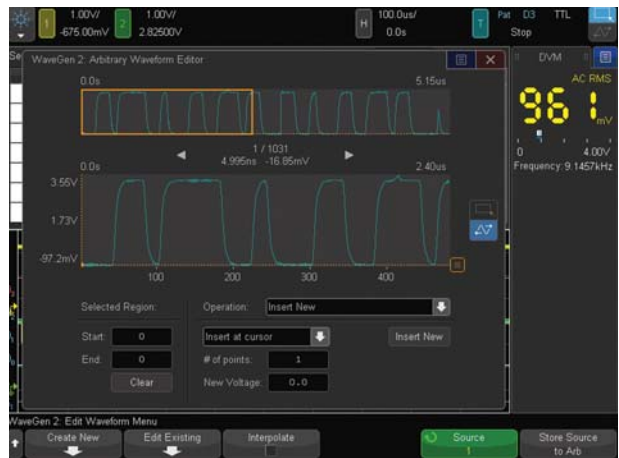 1 1.00V/ 2 1.00V/ H 100.0us/ T Pat D3 TTL
-675.00mV 2.82500V 0.0s Stop
WaveGen 2: Arbitrary Waveform Editor
DVM
AC RMS
961 mV
0 4.00V
Frequency: 9.1457kHz
0.0s 5.15us
1 / 1031
4.995ns -16.85mV
0.0s 2.40us
3.55V
1.73V
-97.2mV
100 200 300 400
Selected Region: Operation: Insert New
Start: 0 Insert at cursor Insert New
End: 0 # of points: 1
Clear New Voltage: 0.0
WaveGen 2: Edit Waveform Menu
Create New Edit Existing Interpolate Source Store Source
1 to Arb